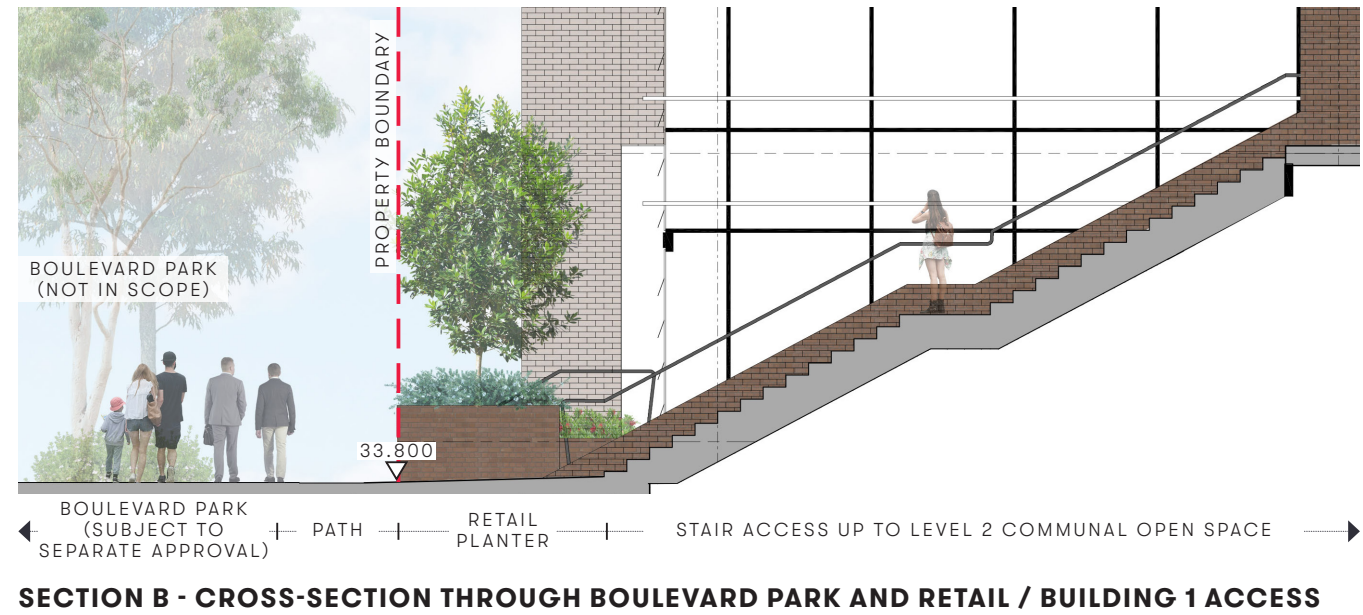 PROPERTY BOUNDARY
BOULEVARD PARK
(NOT IN SCOPE)
33.800
BOULEVARD PARK
(SUBJECT TO
SEPARATE APPROVAL)
PATH
RETAIL
PLANTER
STAIR ACCESS UP TO LEVEL 2 COMMUNAL OPEN SPACE
SECTION B - CROSS-SECTION THROUGH BOULEVARD PARK AND RETAIL / BUILDING 1 ACCESS